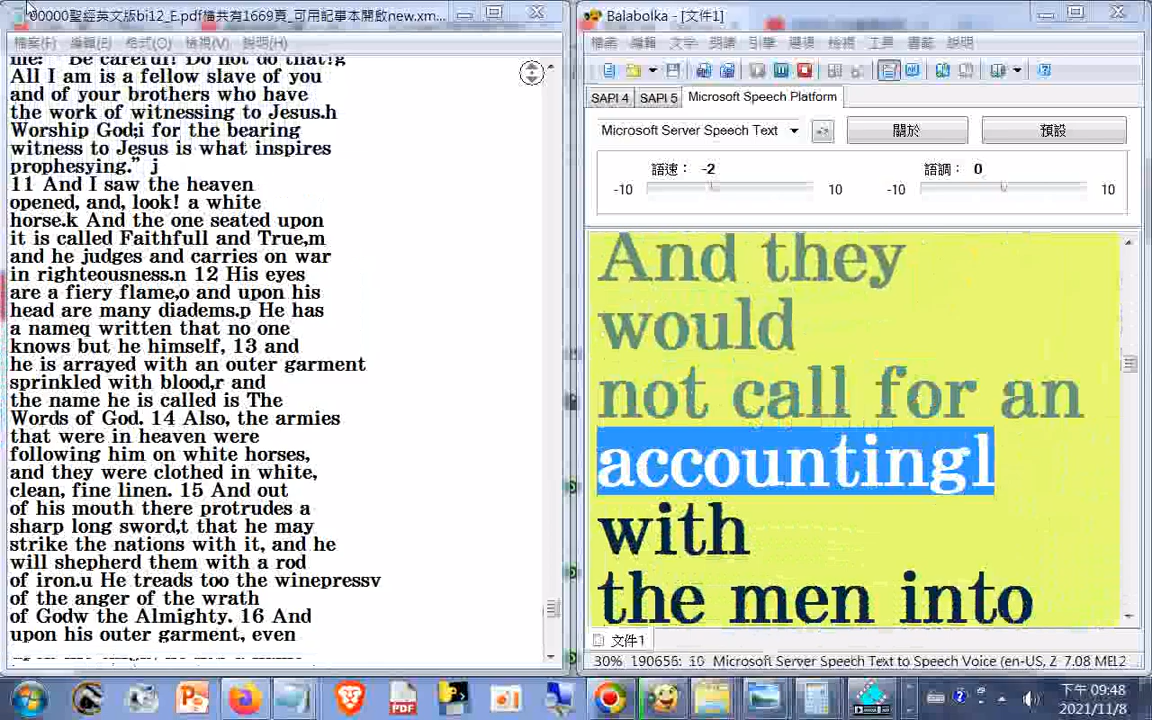 00000聖經英文版bi12_E.pdf檔共有1669頁_可用記事本開啟new.xm...
檔案(F) 編輯(E) 格式(O) 檢視(V) 說明(H)
me: "Be careful! Do not do that!g
All I am is a fellow slave of you
and of your brothers who have
the work of witnessing to Jesus.h
Worship God;i for the bearing
witness to Jesus is what inspires
prophesying.” j
11 And I saw the heaven
opened, and, look! a white
horse.k And the one seated upon
it is called Faithfull and True,m
and he judges and carries on war
in righteousness.n 12 His eyes
are a fiery flame,o and upon his
head are many diadems.p He has
a nameq written that no one
knows but he himself, 13 and
he is arrayed with an outer garment
sprinkled with blood,r and
the name he is called is The
Words of God. 14 Also, the armies
that were in heaven were
following him on white horses,
and they were clothed in white,
clean, fine linen. 15 And out
of his mouth there protrudes a
sharp long sword,t that he may
strike the nations with it, and he
will shepherd them with a rod
of iron.u He treads too the winepressv
of the anger of the wrath
of Godw the Almighty. 16 And
upon his outer garment, even
Balabolka - [文件1]
檔案 編輯 文字 朗讀 引擎 選項 檢視 工具 書籤 說明
SAPI 4 SAPI 5 Microsoft Speech Platform
Microsoft Server Speech Text 關於 預設
語速： -2 語調： 0
-10 10 -10 10
And they
would
not call for an
accountingl
with
the men into
文件1
30% 190656: 10 Microsoft Server Speech Text to Speech Voice (en-US, Z 7.08 ME12
下午 09:48
2021/11/8